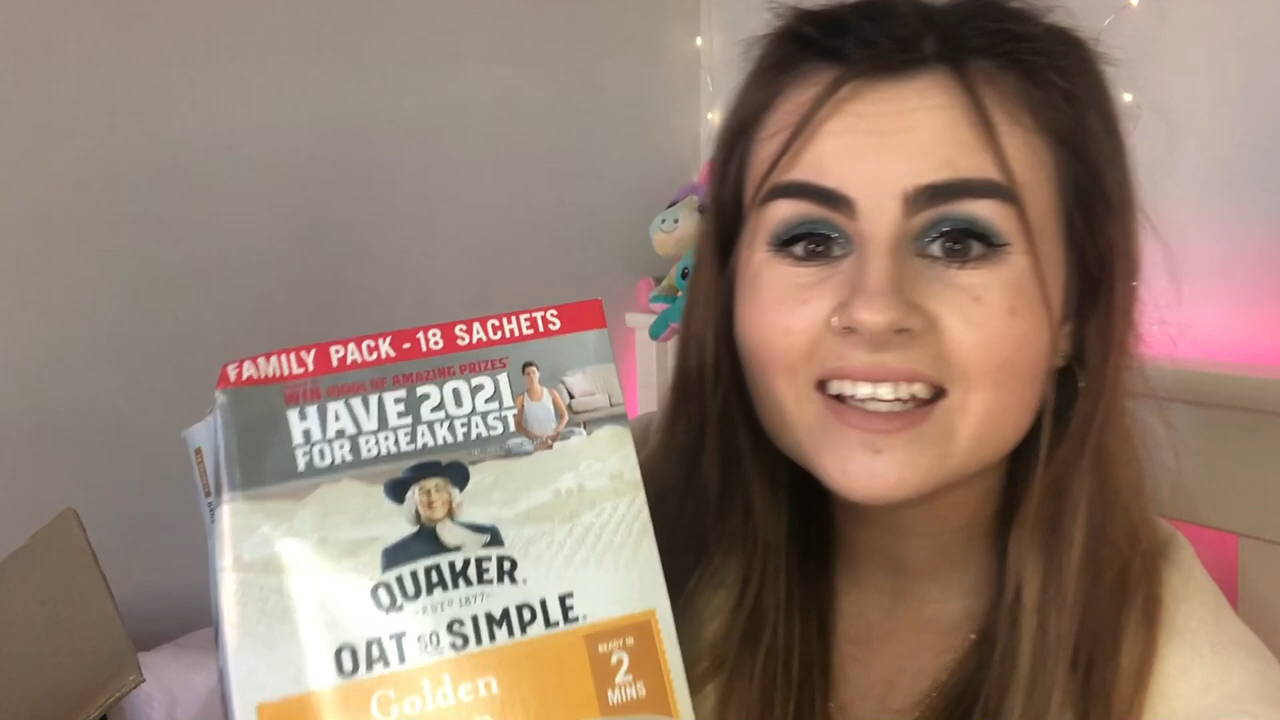 FAMILY PACK - 18 SACHETS
WIN 1000s OF AMAZING PRIZES*
HAVE 2021
FOR BREAKFAST
QUAKER
ESTD 1877
OAT SO SIMPLE
READY IN
2
MINS
Golden